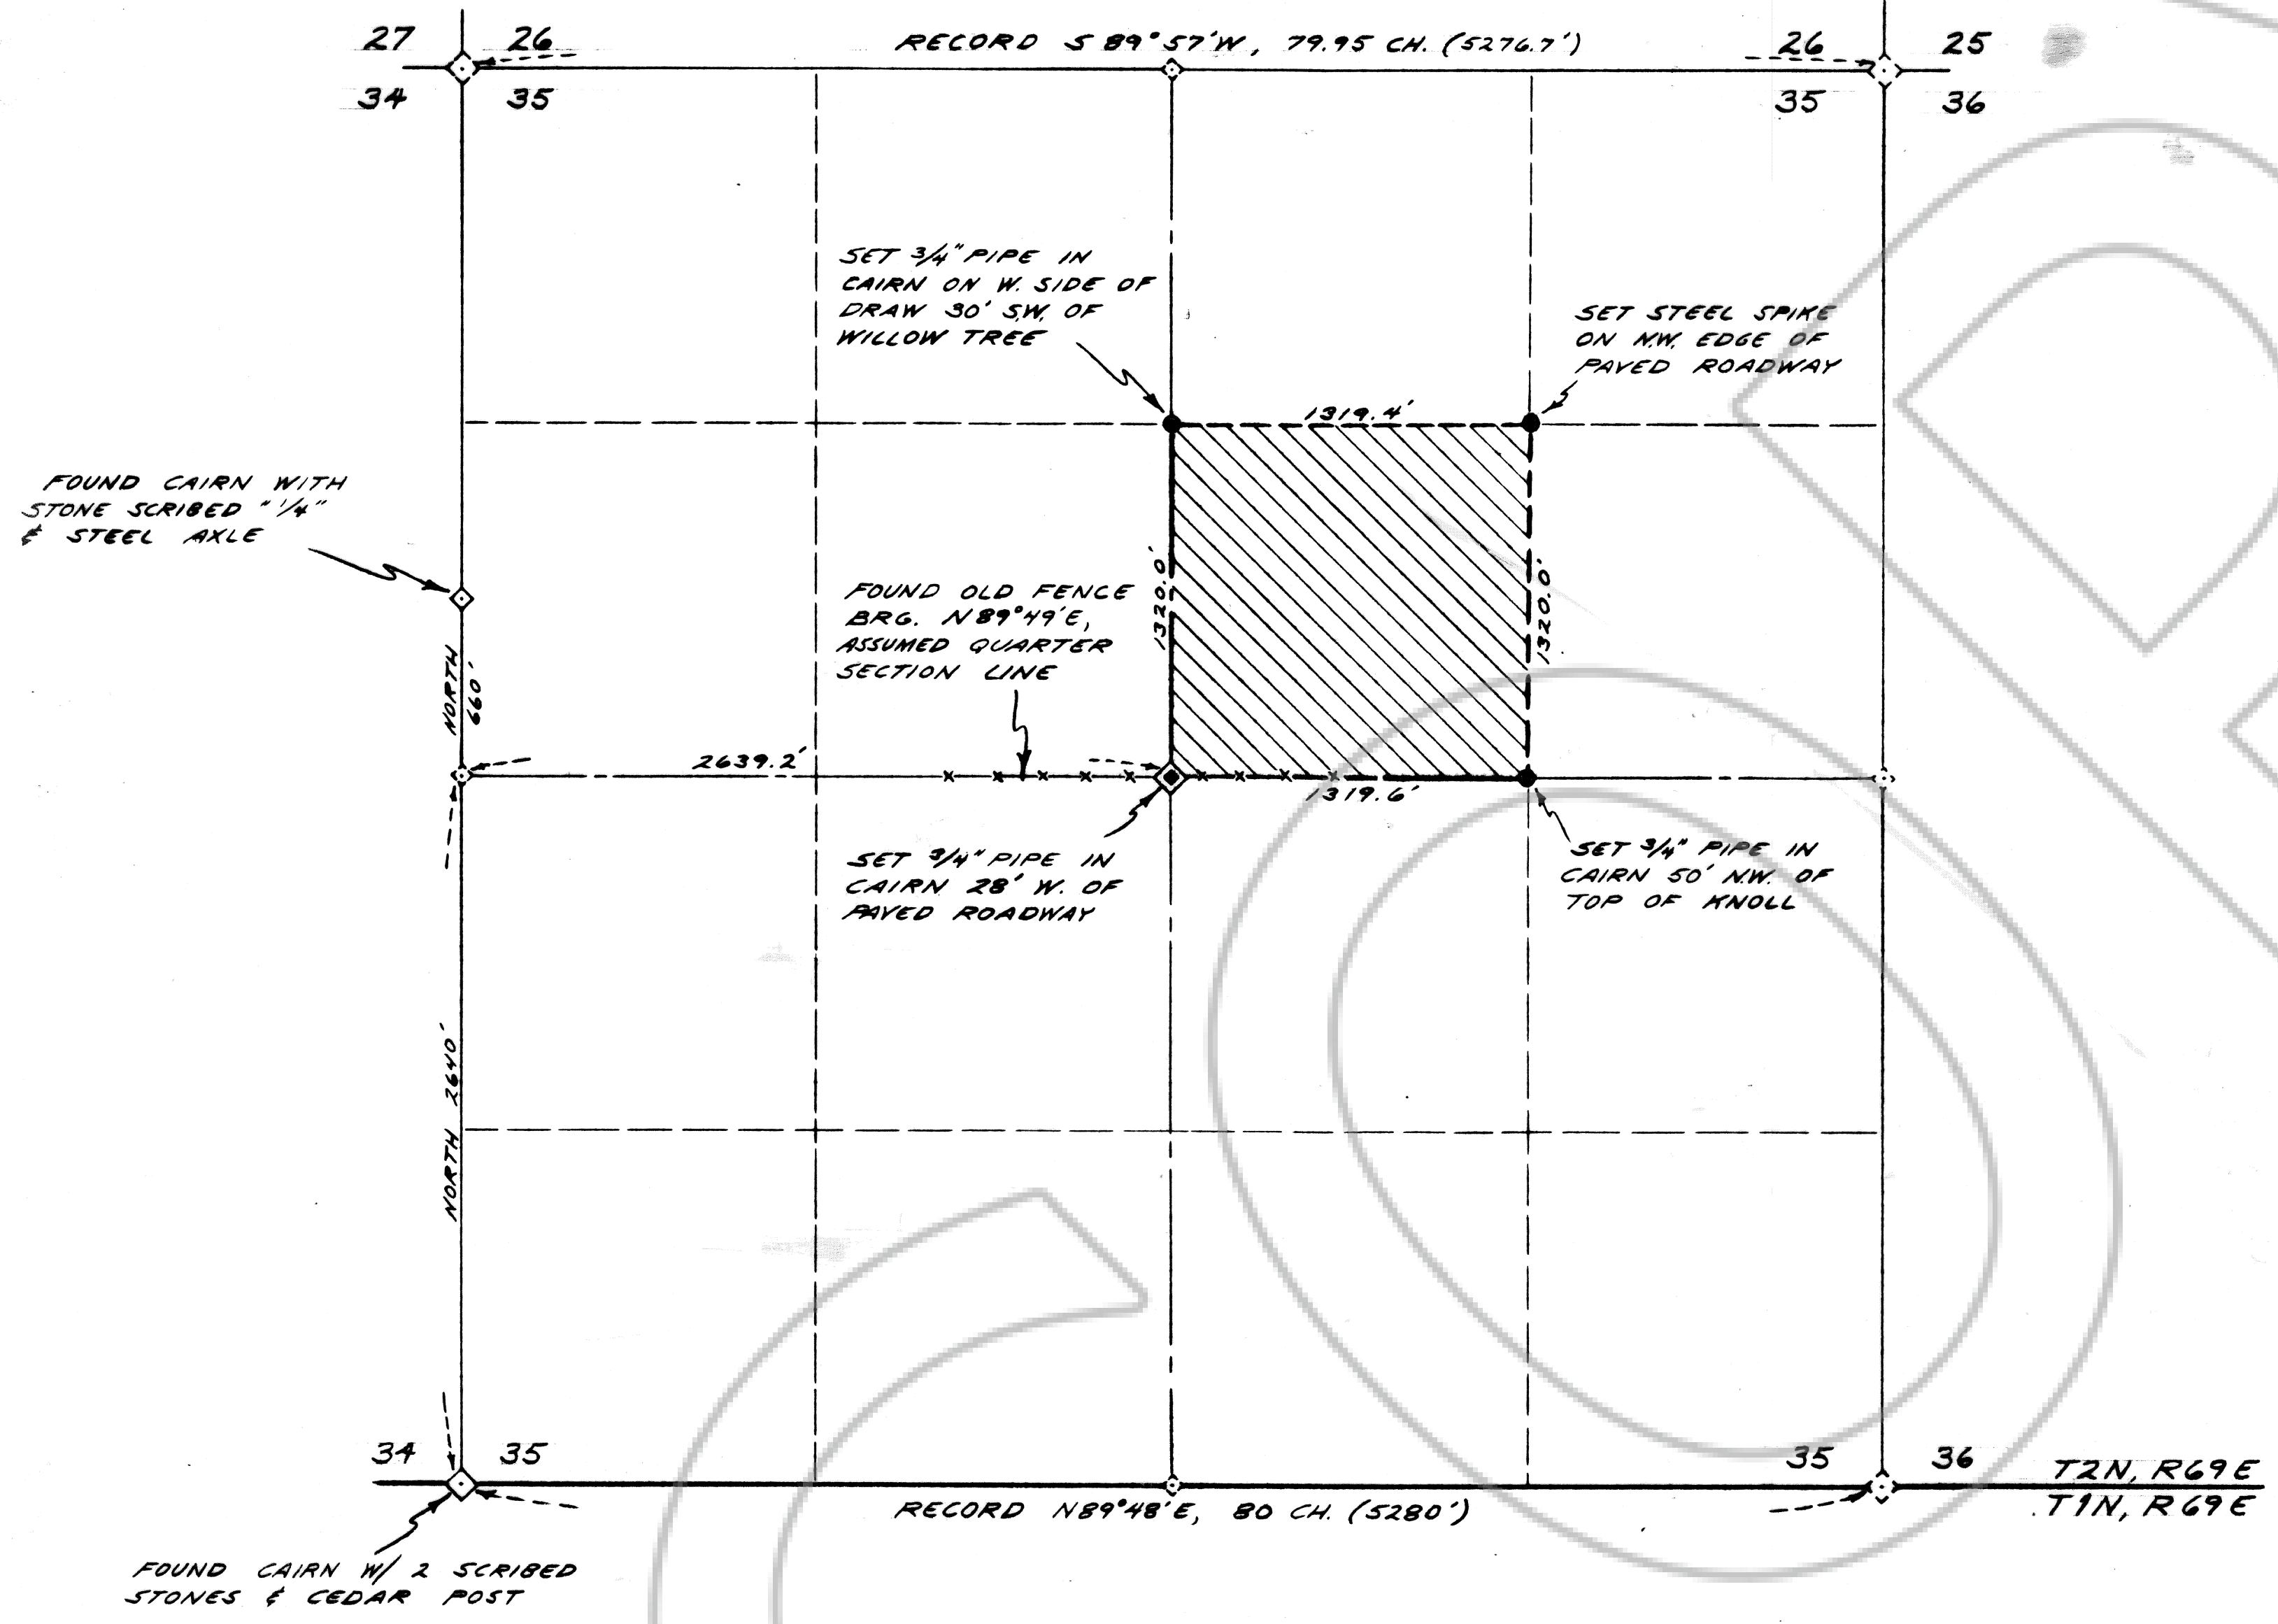 27 26
RECORD S 89°57'W, 79.95 CH. (5276.7')
26 25
34 35
35 36
SET 3/4" PIPE IN
CAIRN ON W. SIDE OF
DRAW 30' S.W. OF
WILLOW TREE
SET STEEL SPIKE
ON N.W. EDGE OF
PAVED ROADWAY
1319.4'
FOUND CAIRN WITH
STONE SCRIBED "1/4"
& STEEL AXLE
1320.0'
1320.0'
FOUND OLD FENCE
BRG. N89°49'E,
ASSUMED QUARTER
SECTION LINE
NORTH
660'
2639.2'
1319.6'
SET 3/4" PIPE IN
CAIRN 28' W. OF
PAVED ROADWAY
SET 3/4" PIPE IN
CAIRN 50' N.W. OF
TOP OF KNOLL
NORTH 2640'
34 35
35 36
T2N, R69E
RECORD N89°48'E, 80 CH. (5280')
T1N, R69E
FOUND CAIRN W/ 2 SCRIBED
STONES & CEDAR POST